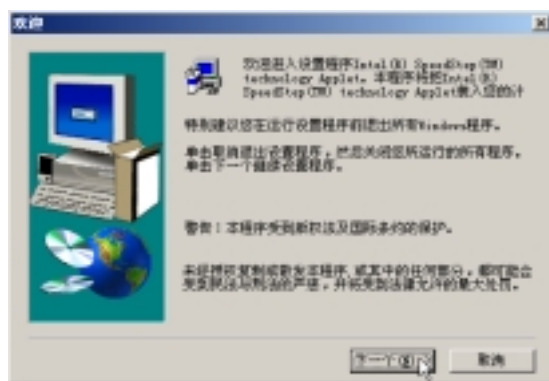 欢迎
欢迎进入设置程序Intel(R) SpeedStep(TM)
technology Applet。本程序将把Intel(R)
SpeedStep(TM) technology Applet装入您的计
特别建议您在运行设置程序前退出所有Windows程序。
单击取消退出设置程序，然后关闭您所运行的所有程序。
单击下一个继续设置程序。
警告：本程序受到版权法及国际条约的保护。
未经授权复制或散发本程序，或其中的任何部分，都可能会
受到民法与刑法的严惩，并将受到法律允许的最大处罚。
下一个(N)
取消